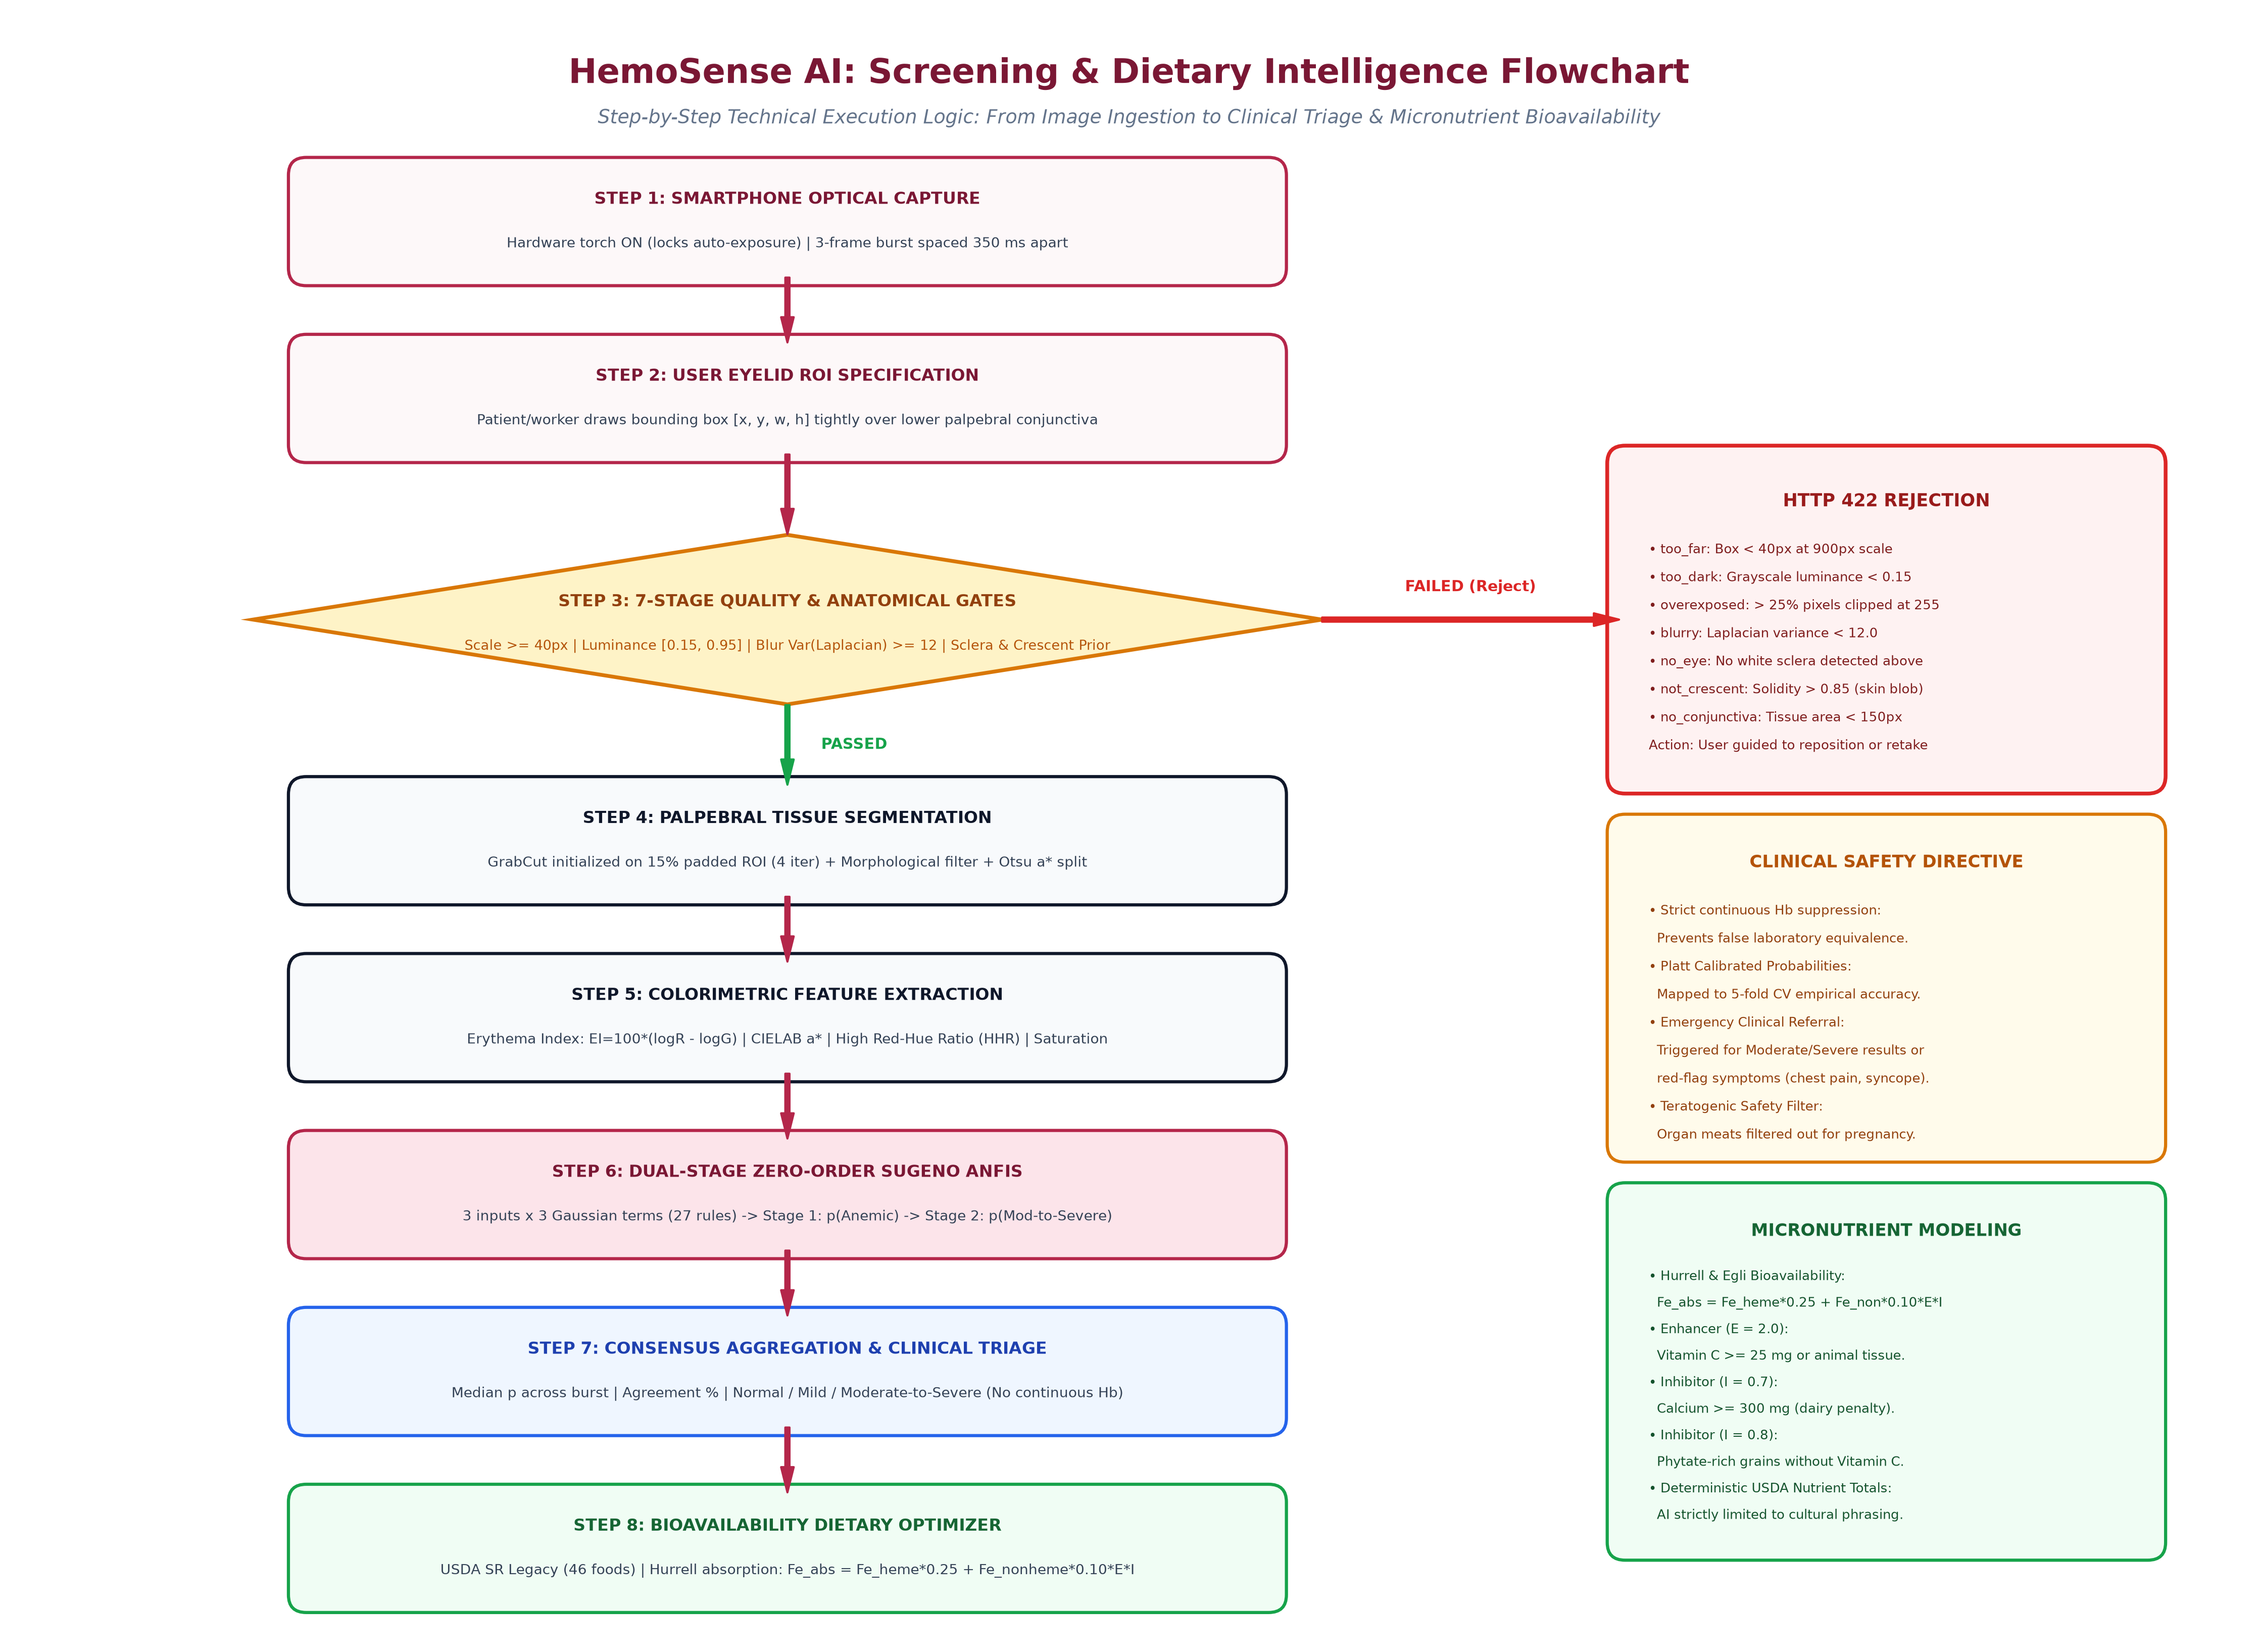 HemoSense AI: Screening & Dietary Intelligence Flowchart
Step-by-Step Technical Execution Logic: From Image Ingestion to Clinical Triage & Micronutrient Bioavailability
STEP 1: SMARTPHONE OPTICAL CAPTURE
Hardware torch ON (locks auto-exposure) | 3-frame burst spaced 350 ms apart
STEP 2: USER EYELID ROI SPECIFICATION
Patient/worker draws bounding box [x, y, w, h] tightly over lower palpebral conjunctiva
STEP 3: 7-STAGE QUALITY & ANATOMICAL GATES
Scale >= 40px | Luminance [0.15, 0.95] | Blur Var(Laplacian) >= 12 | Sclera & Crescent Prior
FAILED (Reject)
HTTP 422 REJECTION
• too_far: Box < 40px at 900px scale
• too_dark: Grayscale luminance < 0.15
• overexposed: > 25% pixels clipped at 255
• blurry: Laplacian variance < 12.0
• no_eye: No white sclera detected above
• not_crescent: Solidity > 0.85 (skin blob)
• no_conjunctiva: Tissue area < 150px
Action: User guided to reposition or retake
PASSED
STEP 4: PALPEBRAL TISSUE SEGMENTATION
GrabCut initialized on 15% padded ROI (4 iter) + Morphological filter + Otsu a* split
STEP 5: COLORIMETRIC FEATURE EXTRACTION
Erythema Index: EI=100*(logR - logG) | CIELAB a* | High Red-Hue Ratio (HHR) | Saturation
STEP 6: DUAL-STAGE ZERO-ORDER SUGENO ANFIS
3 inputs x 3 Gaussian terms (27 rules) -> Stage 1: p(Anemic) -> Stage 2: p(Mod-to-Severe)
STEP 7: CONSENSUS AGGREGATION & CLINICAL TRIAGE
Median p across burst | Agreement % | Normal / Mild / Moderate-to-Severe (No continuous Hb)
STEP 8: BIOAVAILABILITY DIETARY OPTIMIZER
USDA SR Legacy (46 foods) | Hurrell absorption: Fe_abs = Fe_heme*0.25 + Fe_nonheme*0.10*E*I
CLINICAL SAFETY DIRECTIVE
• Strict continuous Hb suppression:
Prevents false laboratory equivalence.
• Platt Calibrated Probabilities:
Mapped to 5-fold CV empirical accuracy.
• Emergency Clinical Referral:
Triggered for Moderate/Severe results or
red-flag symptoms (chest pain, syncope).
• Teratogenic Safety Filter:
Organ meats filtered out for pregnancy.
MICRONUTRIENT MODELING
• Hurrell & Egli Bioavailability:
Fe_abs = Fe_heme*0.25 + Fe_non*0.10*E*I
• Enhancer (E = 2.0):
Vitamin C >= 25 mg or animal tissue.
• Inhibitor (I = 0.7):
Calcium >= 300 mg (dairy penalty).
• Inhibitor (I = 0.8):
Phytate-rich grains without Vitamin C.
• Deterministic USDA Nutrient Totals:
AI strictly limited to cultural phrasing.